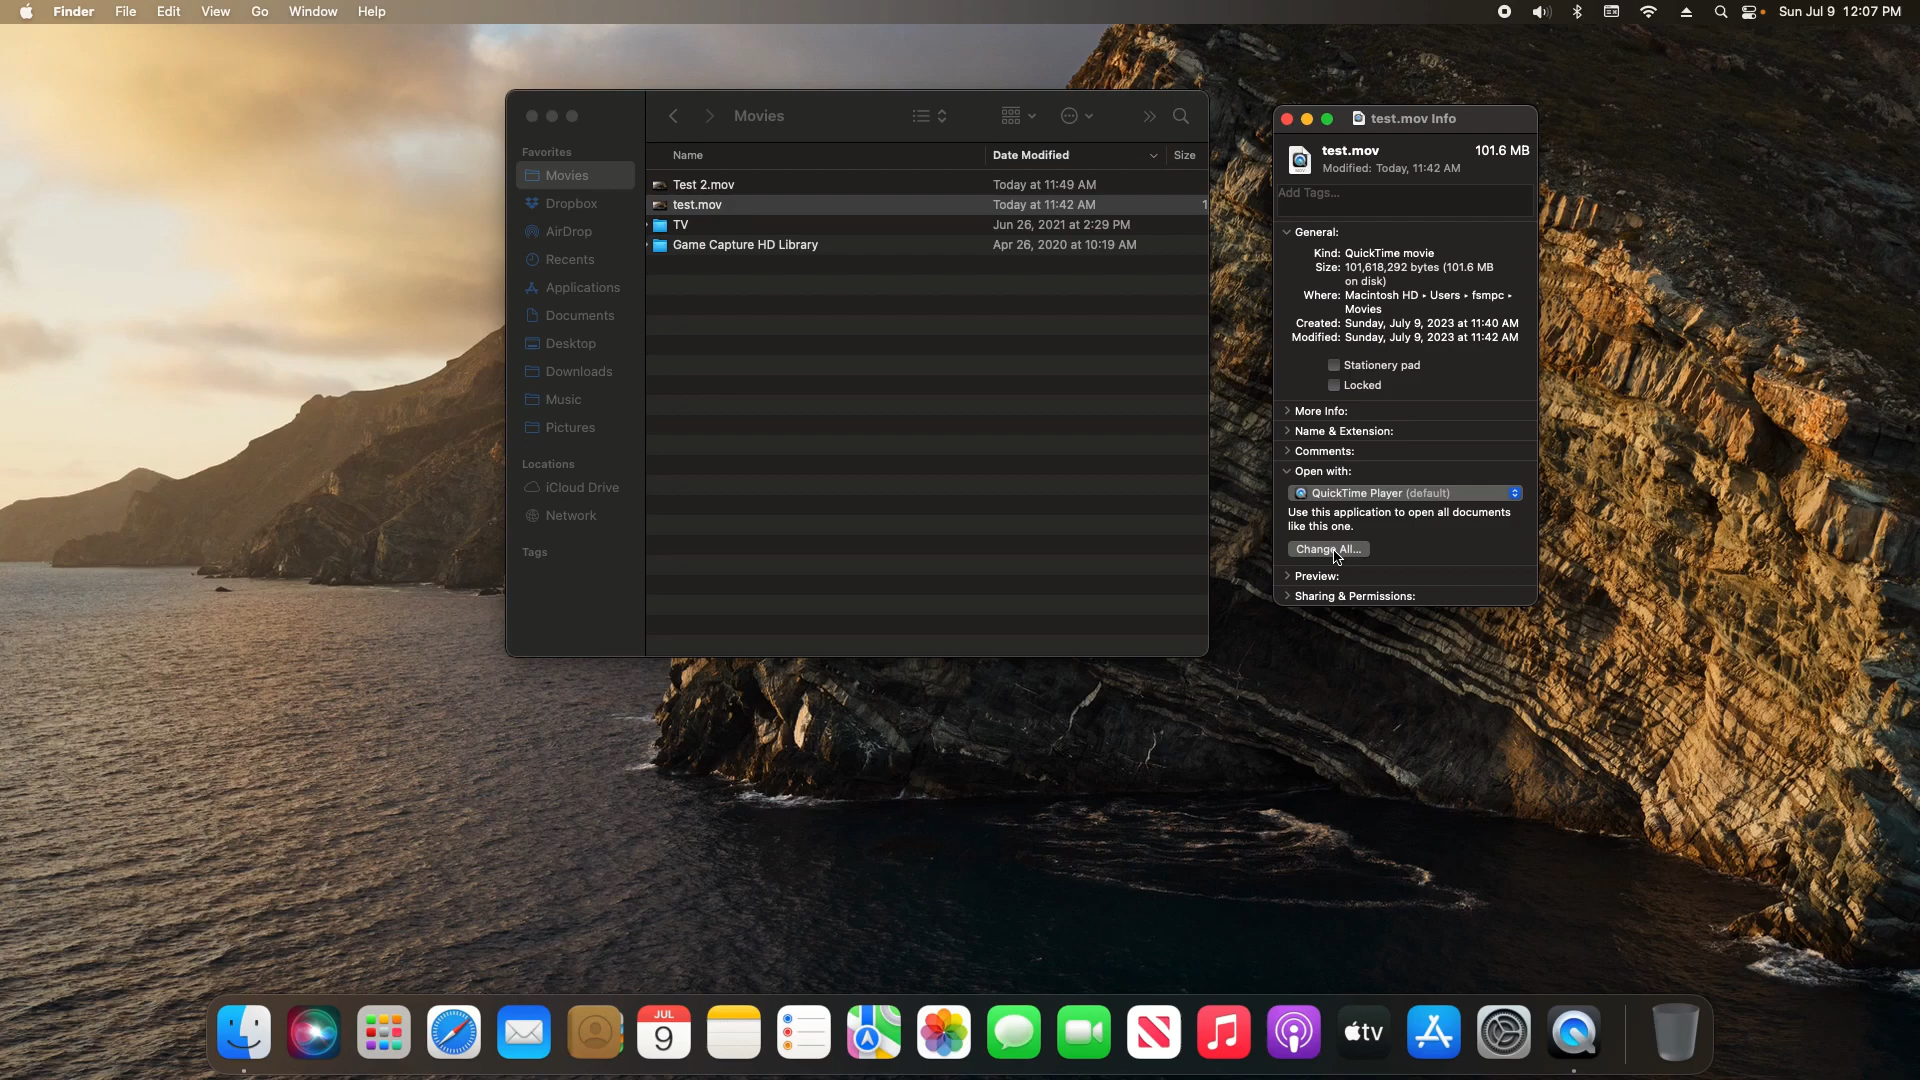 Finder File Edit View Go Window Help
Sun Jul 9 12:07 PM
Movies
Favorites
Movies
Dropbox
AirDrop
Recents
Applications
Documents
Desktop
Downloads
Music
Pictures
Locations
iCloud Drive
Network
Tags
Name Date Modified Size
Test 2.mov Today at 11:49 AM
test.mov Today at 11:42 AM 1
TV Jun 26, 2021 at 2:29 PM
Game Capture HD Library Apr 26, 2020 at 10:19 AM
test.mov Info
test.mov 101.6 MB
Modified: Today, 11:42 AM
Add Tags...
General:
Kind: QuickTime movie
Size: 101,618,292 bytes (101.6 MB
on disk)
Where: Macintosh HD ▸ Users ▸ fsmpc ▸
Movies
Created: Sunday, July 9, 2023 at 11:40 AM
Modified: Sunday, July 9, 2023 at 11:42 AM
Stationery pad
Locked
More Info:
Name & Extension:
Comments:
Open with:
QuickTime Player (default)
Use this application to open all documents
like this one.
Change All...
Preview:
Sharing & Permissions:
JUL
9
tv